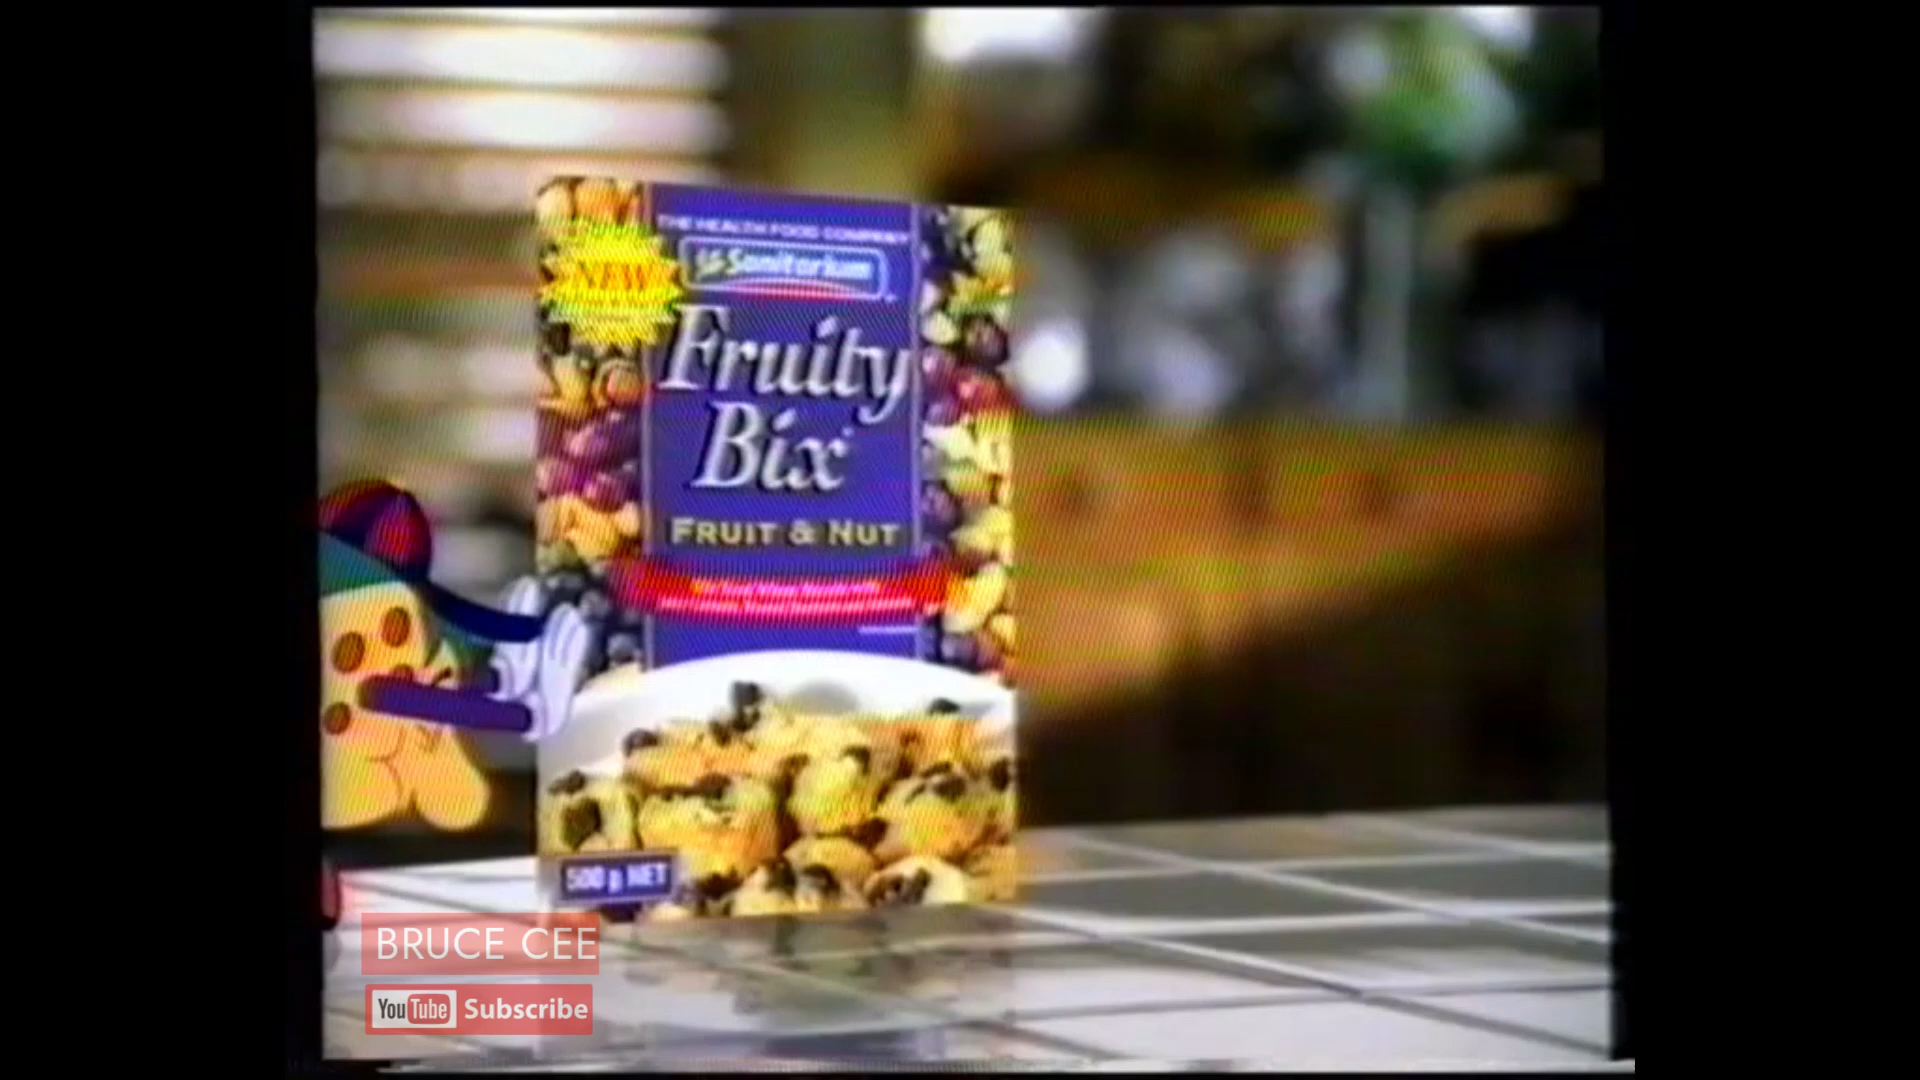 THE HEALTH FOOD COMPANY
Sanitarium
NEW
Fruity
Bix
FRUIT & NUT
500 g NET
BRUCE CEE
YouTube Subscribe